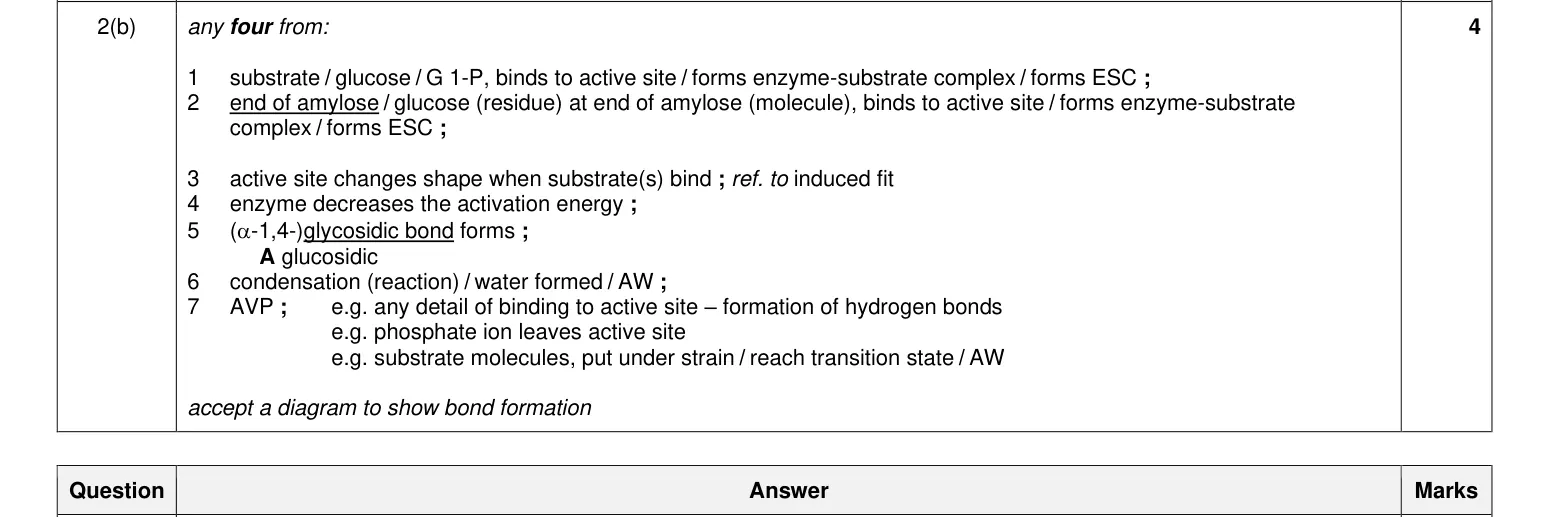 2(b) any four from: 4
1 substrate / glucose / G 1-P, binds to active site / forms enzyme-substrate complex / forms ESC ;
2 end of amylose / glucose (residue) at end of amylose (molecule), binds to active site / forms enzyme-substrate
complex / forms ESC ;
3 active site changes shape when substrate(s) bind ; ref. to induced fit
4 enzyme decreases the activation energy ;
5 (α-1,4-)glycosidic bond forms ;
A glucosidic
6 condensation (reaction) / water formed / AW ;
7 AVP ; e.g. any detail of binding to active site – formation of hydrogen bonds
e.g. phosphate ion leaves active site
e.g. substrate molecules, put under strain / reach transition state / AW
accept a diagram to show bond formation
Question Answer Marks